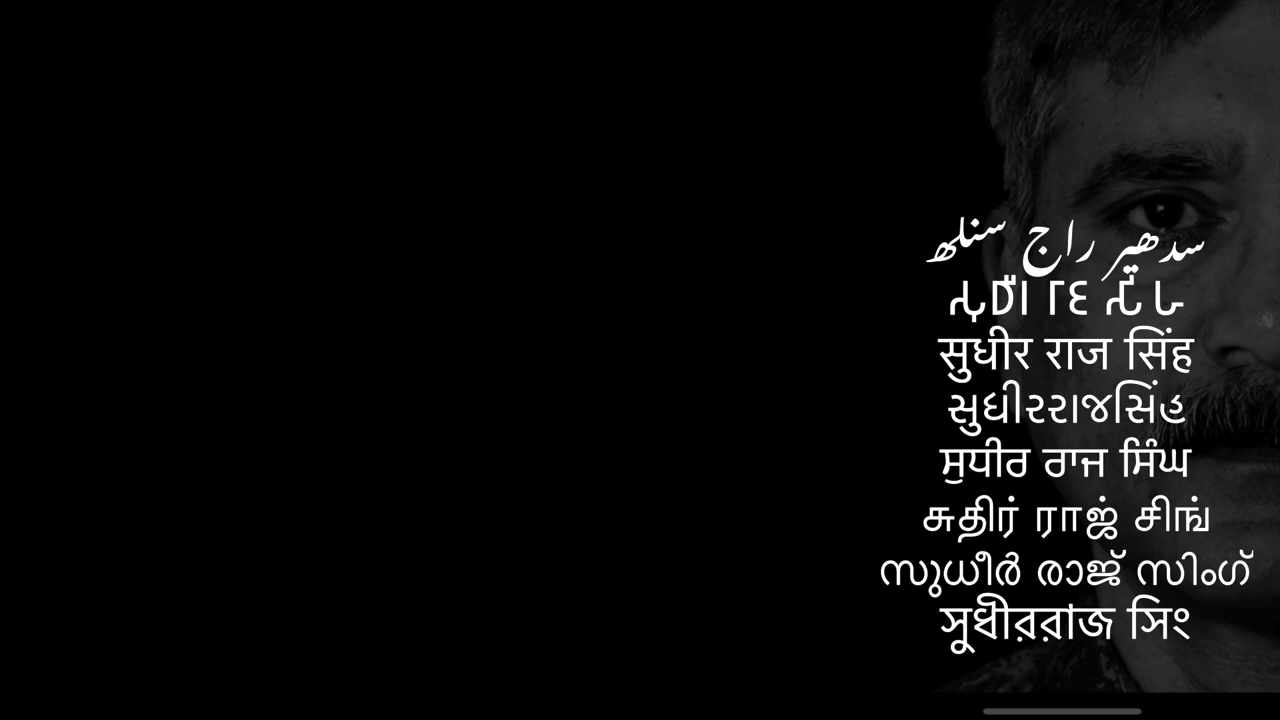 سدھیر راج سنلھ
सुधीर राज सिंह
સુધીરરાજસિંહ
ਸੁਧੀਰ ਰਾਜ ਸਿੰਘ
சுதிர் ராஜ் சிங்
സുധീർ രാജ് സിംഗ്
সুধীররাজ সিং